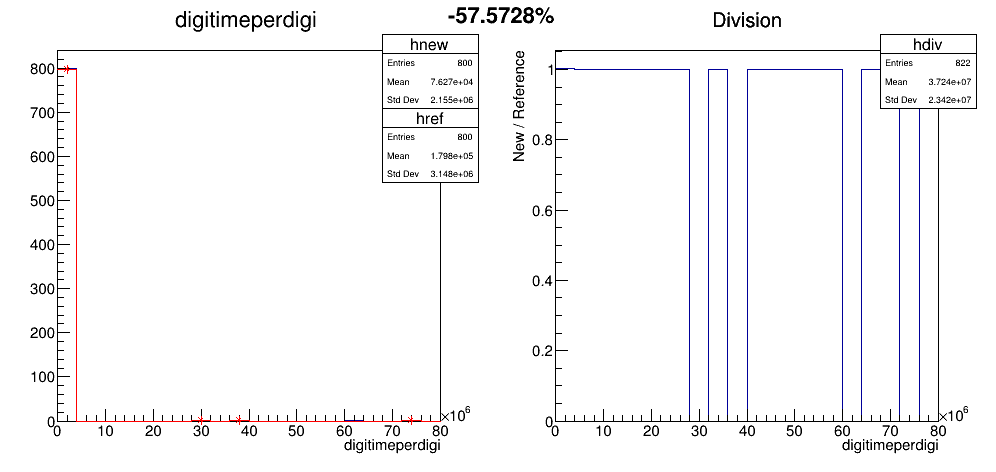 -57.5728%
digitimeperdigi
hnew
Entries 800
Mean 7.627e+04
Std Dev 2.155e+06
href
Entries 800
Mean 1.798e+05
Std Dev 3.148e+06
800
700
600
500
400
300
200
100
0
0 10 20 30 40 50 60 70 80
×10⁶
digitimeperdigi
Division
hdiv
Entries 822
Mean 3.724e+07
Std Dev 2.342e+07
New / Reference
1
0.8
0.6
0.4
0.2
0
0 10 20 30 40 50 60 70 80
×10⁶
digitimeperdigi